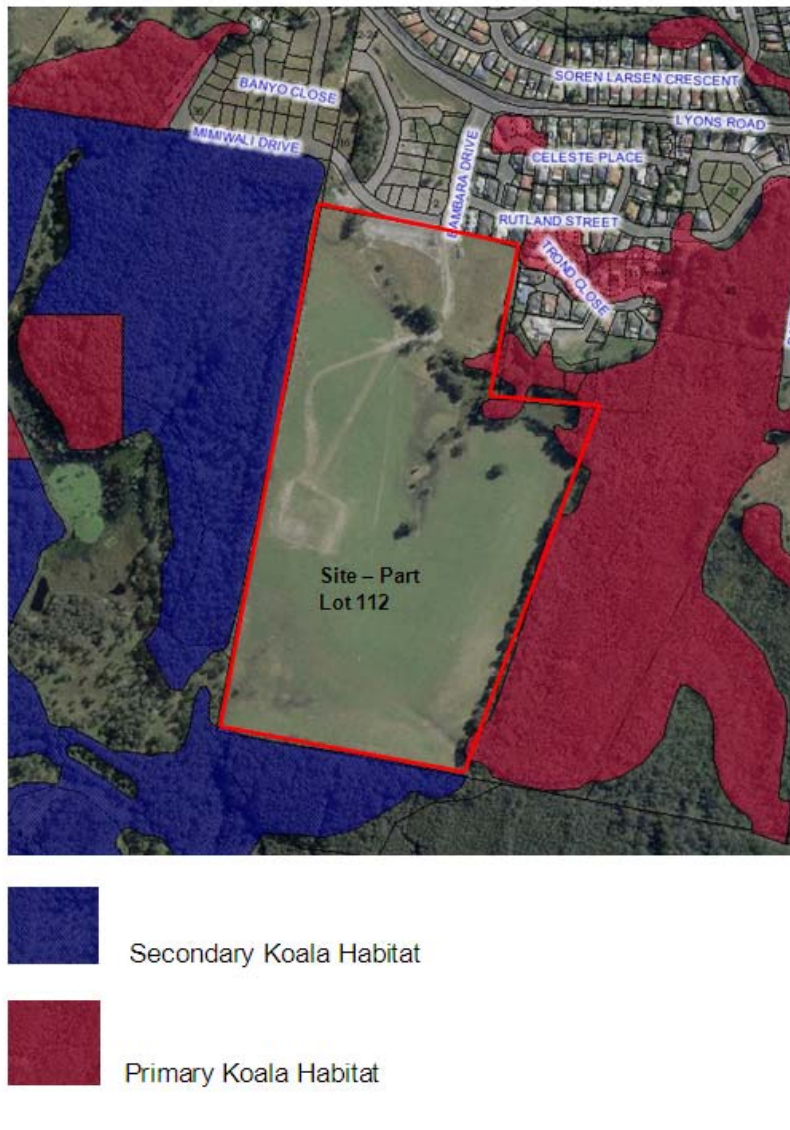 SOREN LARSEN CRESCENT
BANYO CLOSE
LYONS ROAD
MIMIWALI DRIVE
BAMBARA DRIVE
CELESTE PLACE
RUTLAND STREET
TROND CLOSE
Site – Part
Lot 112
Secondary Koala Habitat
Primary Koala Habitat